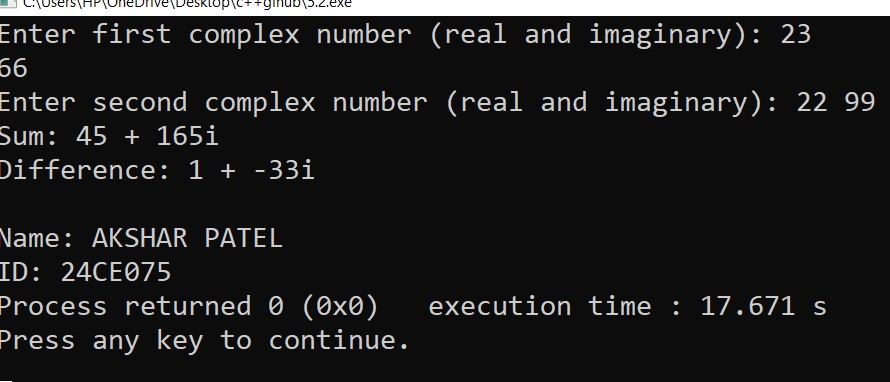 C:\Users\HP\OneDrive\Desktop\c++gihub\5.2.exe
Enter first complex number (real and imaginary): 23
66
Enter second complex number (real and imaginary): 22 99
Sum: 45 + 165i
Difference: 1 + -33i
Name: AKSHAR PATEL
ID: 24CE075
Process returned 0 (0x0)   execution time : 17.671 s
Press any key to continue.